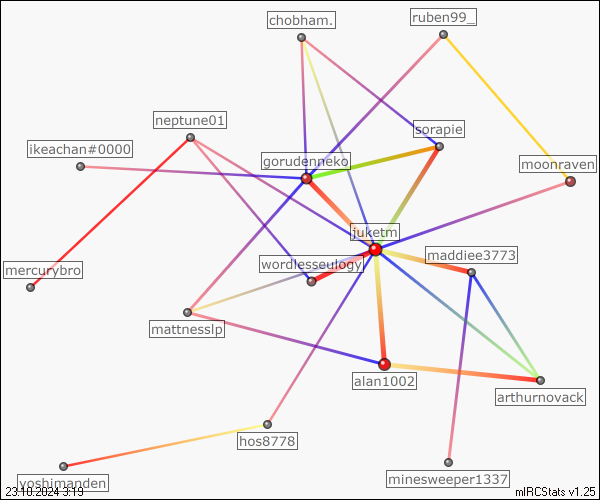 chobham.
ruben99_
neptune01
sorapie
ikeachan#0000
gorudenneko
moonraven
juketm
wordlesseulogy
maddiee3773
mercurybro
mattnesslp
alan1002
arthurnovack
hos8778
yoshimanden
minesweeper1337
23.10.2024 3:19
mIRCStats v1.25